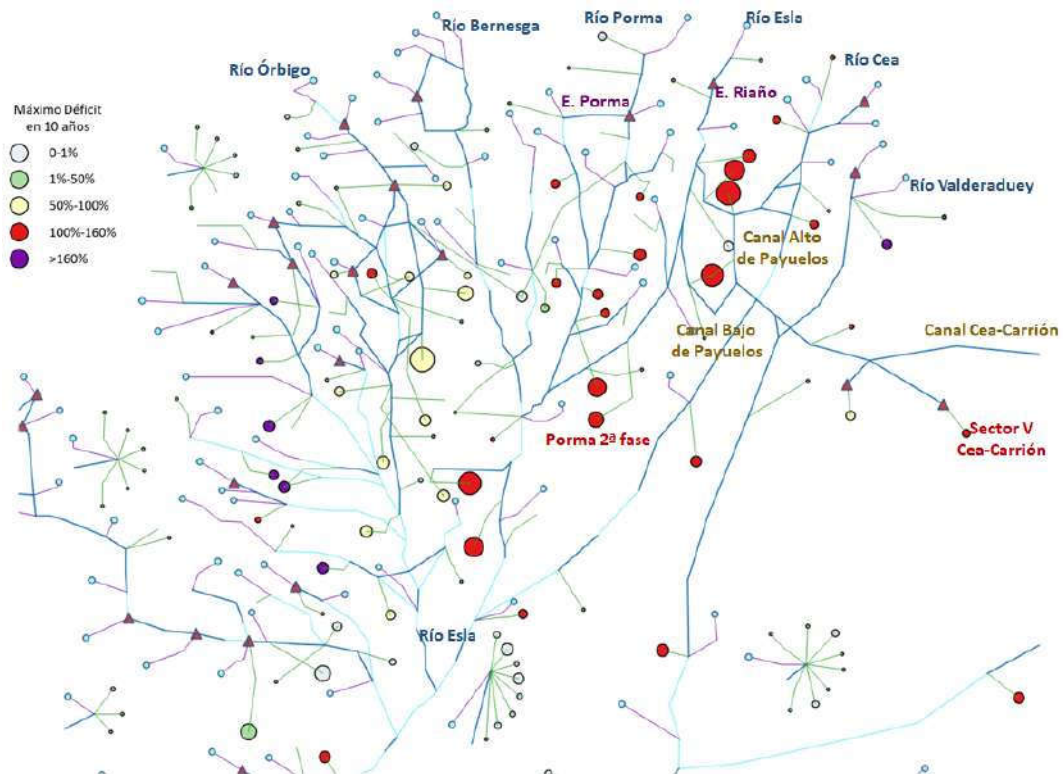 Río Bernesga
Río Porma
Río Esla
Río Cea
Río Órbigo
E. Porma
E. Riaño
Máximo Déficit
en 10 años
0-1%
1%-50%
50%-100%
100%-160%
>160%
Río Valderaduey
Canal Alto
de Payuelos
Canal Bajo
de Payuelos
Canal Cea-Carrión
Porma 2ª fase
Sector V
Cea-Carrión
Río Esla